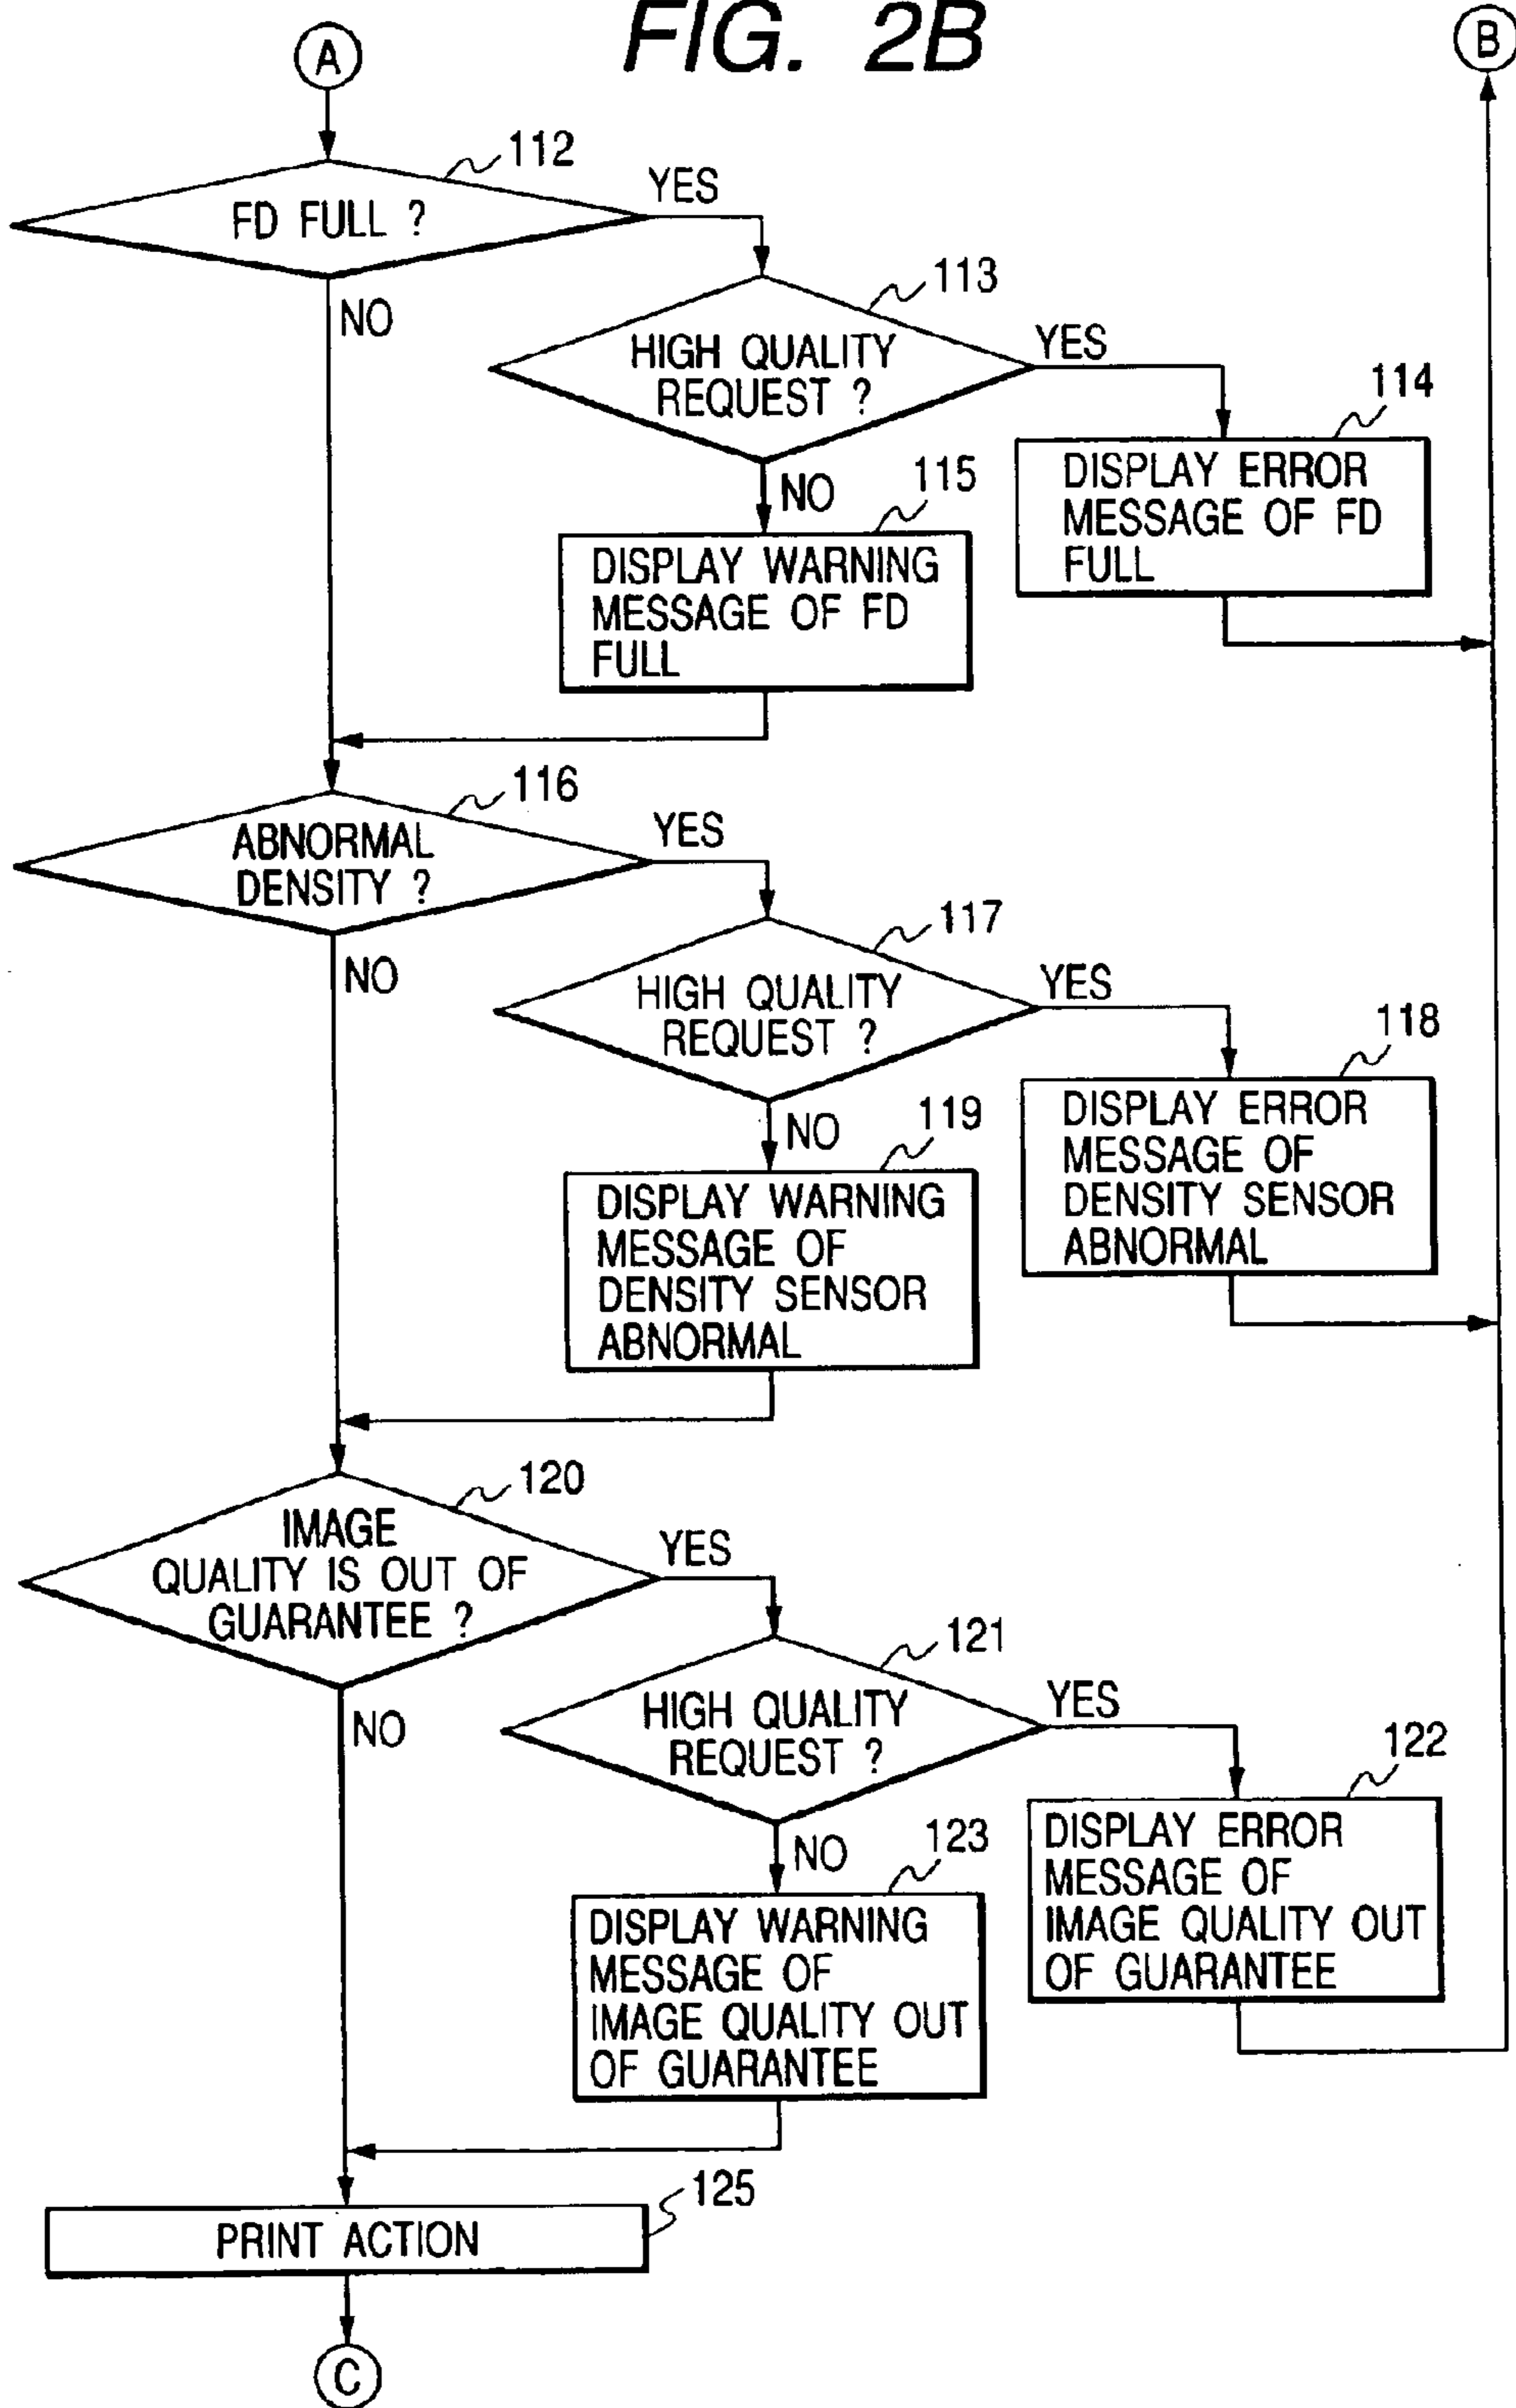 FIG. 2B
A
B
112
FD FULL ?
YES
NO
113
HIGH QUALITY
REQUEST ?
YES
NO
114
DISPLAY ERROR
MESSAGE OF FD
FULL
115
DISPLAY WARNING
MESSAGE OF FD
FULL
116
ABNORMAL
DENSITY ?
YES
NO
117
HIGH QUALITY
REQUEST ?
YES
NO
118
DISPLAY ERROR
MESSAGE OF
DENSITY SENSOR
ABNORMAL
119
DISPLAY WARNING
MESSAGE OF
DENSITY SENSOR
ABNORMAL
120
IMAGE
QUALITY IS OUT OF
GUARANTEE ?
YES
NO
121
HIGH QUALITY
REQUEST ?
YES
NO
122
DISPLAY ERROR
MESSAGE OF
IMAGE QUALITY OUT
OF GUARANTEE
123
DISPLAY WARNING
MESSAGE OF
IMAGE QUALITY OUT
OF GUARANTEE
125
PRINT ACTION
C